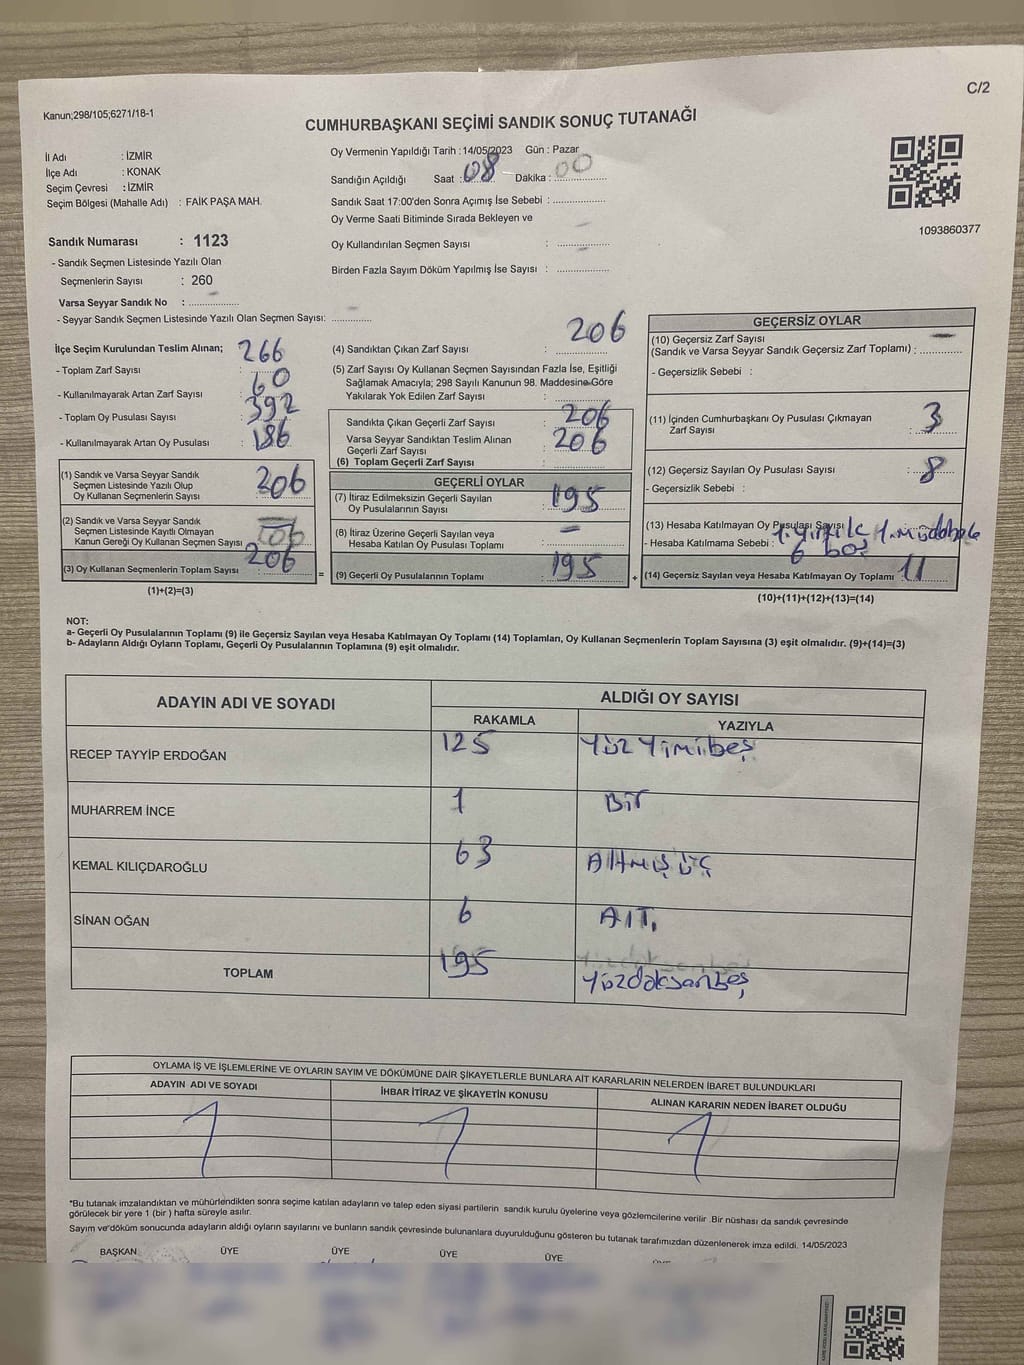 C/2
Kanun;298/105;6271/18-1
CUMHURBAŞKANI SEÇİMİ SANDIK SONUÇ TUTANAĞI
İl Adı : İZMİR
İlçe Adı : KONAK
Seçim Çevresi : İZMİR
Seçim Bölgesi (Mahalle Adı) : FAİK PAŞA MAH.
Oy Vermenin Yapıldığı Tarih : 14/05/2023 Gün : Pazar
Sandığın Açıldığı Saat : 08 Dakika : 00
Sandık Saat 17:00'den Sonra Açımış İse Sebebi :
Oy Verme Saati Bitiminde Sırada Bekleyen ve
Oy Kullandırılan Seçmen Sayısı : -
Birden Fazla Sayım Döküm Yapılmış İse Sayısı : -
1093860377
Sandık Numarası : 1123
- Sandık Seçmen Listesinde Yazılı Olan
Seçmenlerin Sayısı : 260
Varsa Seyyar Sandık No : -
- Seyyar Sandık Seçmen Listesinde Yazılı Olan Seçmen Sayısı: -
İlçe Seçim Kurulundan Teslim Alınan;
- Toplam Zarf Sayısı : 266
- Kullanılmayarak Artan Zarf Sayısı : 60
- Toplam Oy Pusulası Sayısı : 392
- Kullanılmayarak Artan Oy Pusulası : 186
(1) Sandık ve Varsa Seyyar Sandık
Seçmen Listesinde Yazılı Olup
Oy Kullanan Seçmenlerin Sayısı : 206
(2) Sandık ve Varsa Seyyar Sandık
Seçmen Listesinde Kayıtlı Olmayan
Kanun Gereği Oy Kullanan Seçmen Sayısı
(3) Oy Kullanan Seçmenlerin Toplam Sayısı : 206
(1)+(2)=(3)
(4) Sandıktan Çıkan Zarf Sayısı : 206
(5) Zarf Sayısı Oy Kullanan Seçmen Sayısından Fazla İse, Eşitliği
Sağlamak Amacıyla; 298 Sayılı Kanunun 98. Maddesine Göre
Yakılarak Yok Edilen Zarf Sayısı :
Sandıkta Çıkan Geçerli Zarf Sayısı : 206
Varsa Seyyar Sandıktan Teslim Alınan
Geçerli Zarf Sayısı : 206
(6) Toplam Geçerli Zarf Sayısı :
GEÇERLİ OYLAR
(7) İtiraz Edilmeksizin Geçerli Sayılan
Oy Pusulalarının Sayısı : 195
(8) İtiraz Üzerine Geçerli Sayılan veya
Hesaba Katılan Oy Pusulası Toplamı : -
= (9) Geçerli Oy Pusulalarının Toplamı : 195
GEÇERSİZ OYLAR
(10) Geçersiz Zarf Sayısı
(Sandık ve Varsa Seyyar Sandık Geçersiz Zarf Toplamı) : -
- Geçersizlik Sebebi :
(11) İçinden Cumhurbaşkanı Oy Pusulası Çıkmayan
Zarf Sayısı : 3
(12) Geçersiz Sayılan Oy Pusulası Sayısı : 8
- Geçersizlik Sebebi :
(13) Hesaba Katılmayan Oy Pusulası Sayısı
- Hesaba Katılmama Sebebi : 1. yırtık 1.
6 boş
+ (14) Geçersiz Sayılan veya Hesaba Katılmayan Oy Toplamı : 11
(10)+(11)+(12)+(13)=(14)
NOT:
a- Geçerli Oy Pusulalarının Toplamı (9) ile Geçersiz Sayılan veya Hesaba Katılmayan Oy Toplamı (14) Toplamları, Oy Kullanan Seçmenlerin Toplam Sayısına (3) eşit olmalıdır. (9)+(14)=(3)
b- Adayların Aldığı Oyların Toplamı, Geçerli Oy Pusulalarının Toplamına (9) eşit olmalıdır.
ADAYIN ADI VE SOYADI ALDIĞI OY SAYISI
RAKAMLA YAZIYLA
RECEP TAYYİP ERDOĞAN 125 Yüz Yimibeş
MUHARREM İNCE 1 Bir
KEMAL KILIÇDAROĞLU 63 Altmış üç
SİNAN OĞAN 6 Altı
TOPLAM 195 Yüzdoksanbeş
OYLAMA İŞ VE İŞLEMLERİNE VE OYLARIN SAYIM VE DÖKÜMÜNE DAİR ŞİKAYETLERLE BUNLARA AİT KARARLARIN NELERDEN İBARET BULUNDUKLARI
ADAYIN ADI VE SOYADI İHBAR İTİRAZ VE ŞİKAYETİN KONUSU ALINAN KARARIN NEDEN İBARET OLDUĞU
*Bu tutanak imzalandıktan ve mühürlendikten sonra seçime katılan adayların ve talep eden siyasi partilerin sandık kurulu üyelerine veya gözlemcilerine verilir .Bir nüshası da sandık çevresinde
görülecek bir yere 1 (bir ) hafta süreyle asılır.
Sayım ve döküm sonucunda adayların aldığı oyların sayılarını ve bunların sandık çevresinde bulunanlara duyurulduğunu gösteren bu tutanak tarafımızdan düzenlenerek imza edildi. 14/05/2023
BAŞKAN ÜYE ÜYE ÜYE ÜYE